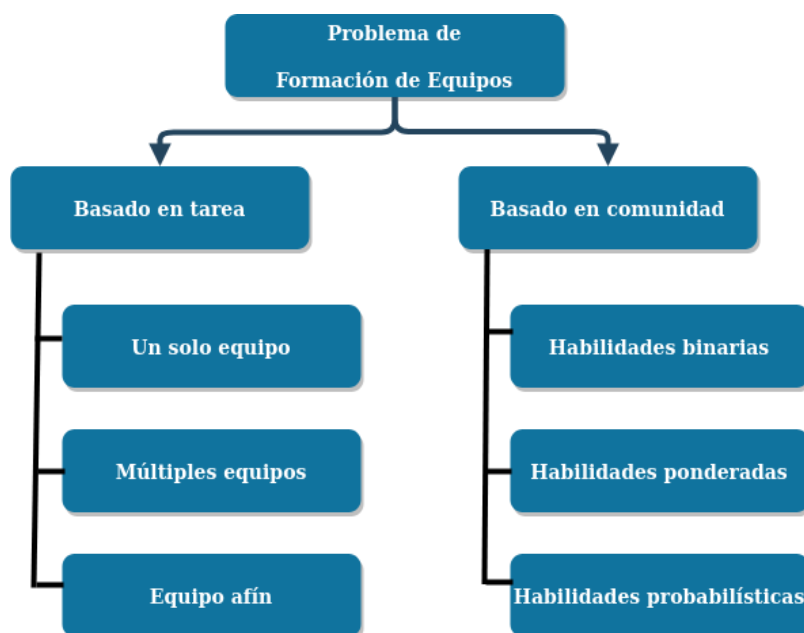 Problema de
Formación de Equipos
Basado en tarea
Basado en comunidad
Un solo equipo
Habilidades binarias
Múltiples equipos
Habilidades ponderadas
Equipo afín
Habilidades probabilísticas